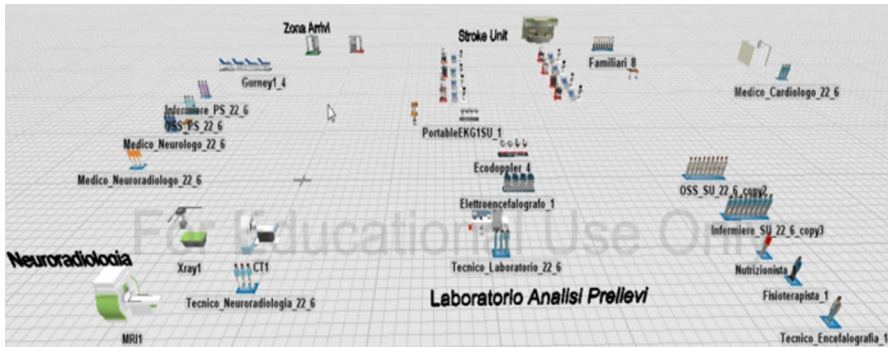 Zona Arrivi
Stroke Unit
Familiari_8
Gurney1_4
Medico_Cardiologo_22_6
Infermiere_PS_22_6
OSS_PS_22_6
PortableEKG1SU_1
Medico_Neurologo_22_6
Ecodoppler_4
Medico_Neuroradiologo_22_6
OSS_SU_22_6_copy2
Elettroencefalografo_1
For Educational Use Only
Infermiere_SU_22_6_copy3
Neuroradiologia
Xray1
CT1
Tecnico_Laboratorio_22_6
Nutrizionista
Tecnico_Neuroradiologia_22_6
Laboratorio Analisi Prelievi
Fisioterapista_1
MRI1
Tecnico_Encefalografia_1